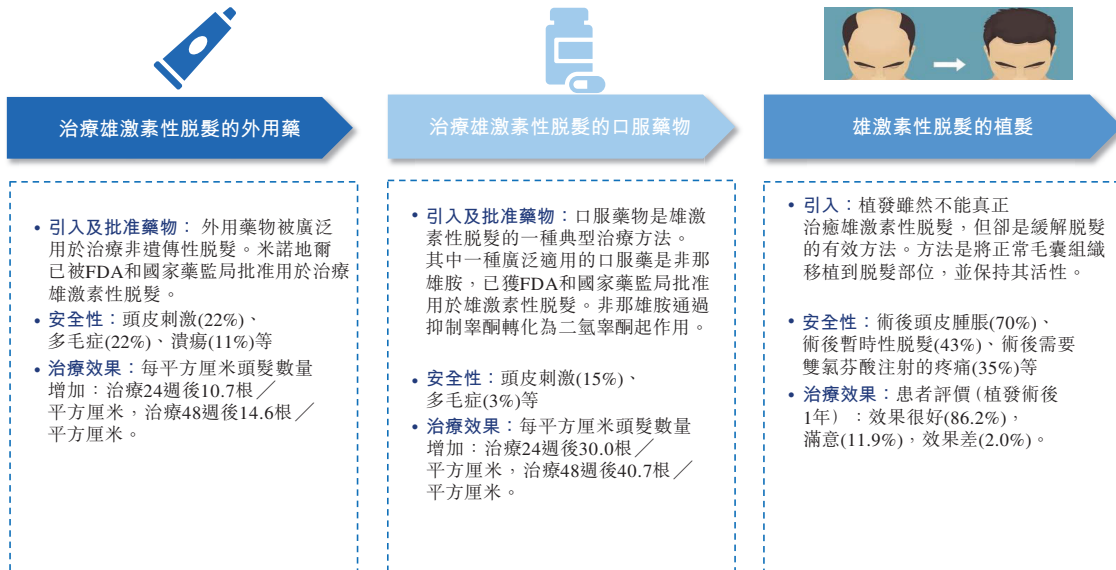 治療雄激素性脱髮的外用藥
• 引入及批准藥物： 外用藥物被廣泛
用於治療非遺傳性脱髮。米諾地爾
已被FDA和國家藥監局批准用於治療
雄激素性脱髮。
• 安全性：頭皮刺激(22%)、
多毛症(22%)、潰瘍(11%)等
• 治療效果：每平方厘米頭髮數量
增加：治療24週後10.7根／
平方厘米，治療48週後14.6根／
平方厘米。
治療雄激素性脱髮的口服藥物
• 引入及批准藥物：口服藥物是雄激
素性脱髮的一種典型治療方法。
其中一種廣泛適用的口服藥是非那
雄胺，已獲FDA和國家藥監局批准
用於雄激素性脱髮。非那雄胺通過
抑制睾酮轉化為二氫睾酮起作用。
• 安全性：頭皮刺激(15%)、
多毛症(3%)等
• 治療效果：每平方厘米頭髮數量
增加：治療24週後30.0根／
平方厘米，治療48週後40.7根／
平方厘米。
雄激素性脱髮的植髮
• 引入：植發雖然不能真正
治癒雄激素性脱髮，但卻是緩解脱髮
的有效方法。方法是將正常毛囊組織
移植到脱髮部位，並保持其活性。
• 安全性：術後頭皮腫脹(70%)、
術後暫時性脱髮(43%)、術後需要
雙氧芬酸注射的疼痛(35%)等
• 治療效果：患者評價（植發術後
1年）：效果很好(86.2%)，
滿意(11.9%)，效果差(2.0%)。